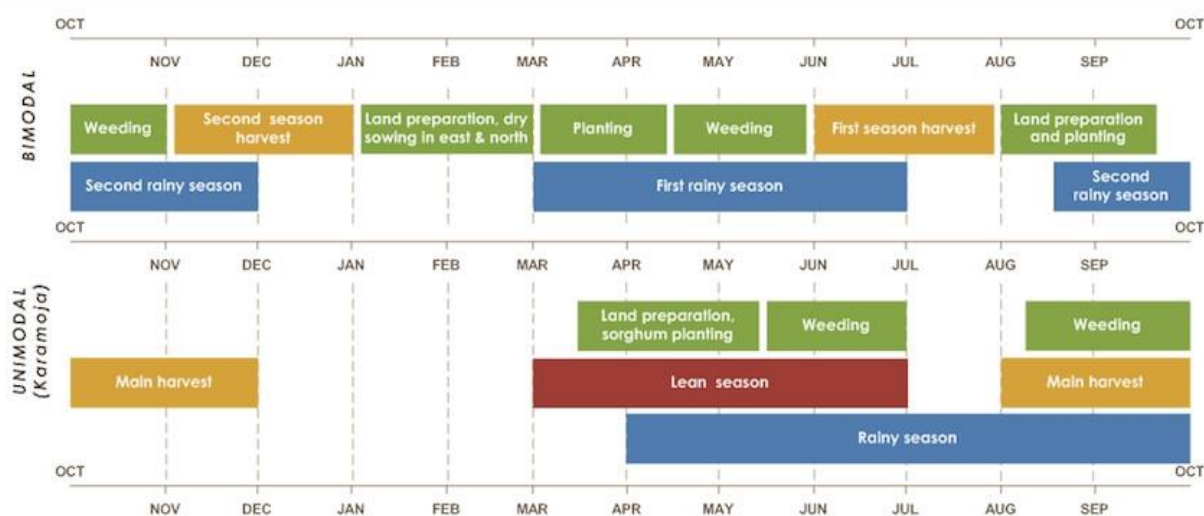 OCT OCT
NOV DEC JAN FEB MAR APR MAY JUN JUL AUG SEP
BIMODAL
Weeding
Second season
harvest
Land preparation, dry
sowing in east & north
Planting
Weeding
First season harvest
Land preparation
and planting
Second rainy season
First rainy season
Second
rainy season
OCT OCT
NOV DEC JAN FEB MAR APR MAY JUN JUL AUG SEP
UNIMODAL
(Karamoja)
Land preparation,
sorghum planting
Weeding
Weeding
Main harvest
Lean season
Main harvest
Rainy season
OCT OCT
NOV DEC JAN FEB MAR APR MAY JUN JUL AUG SEP